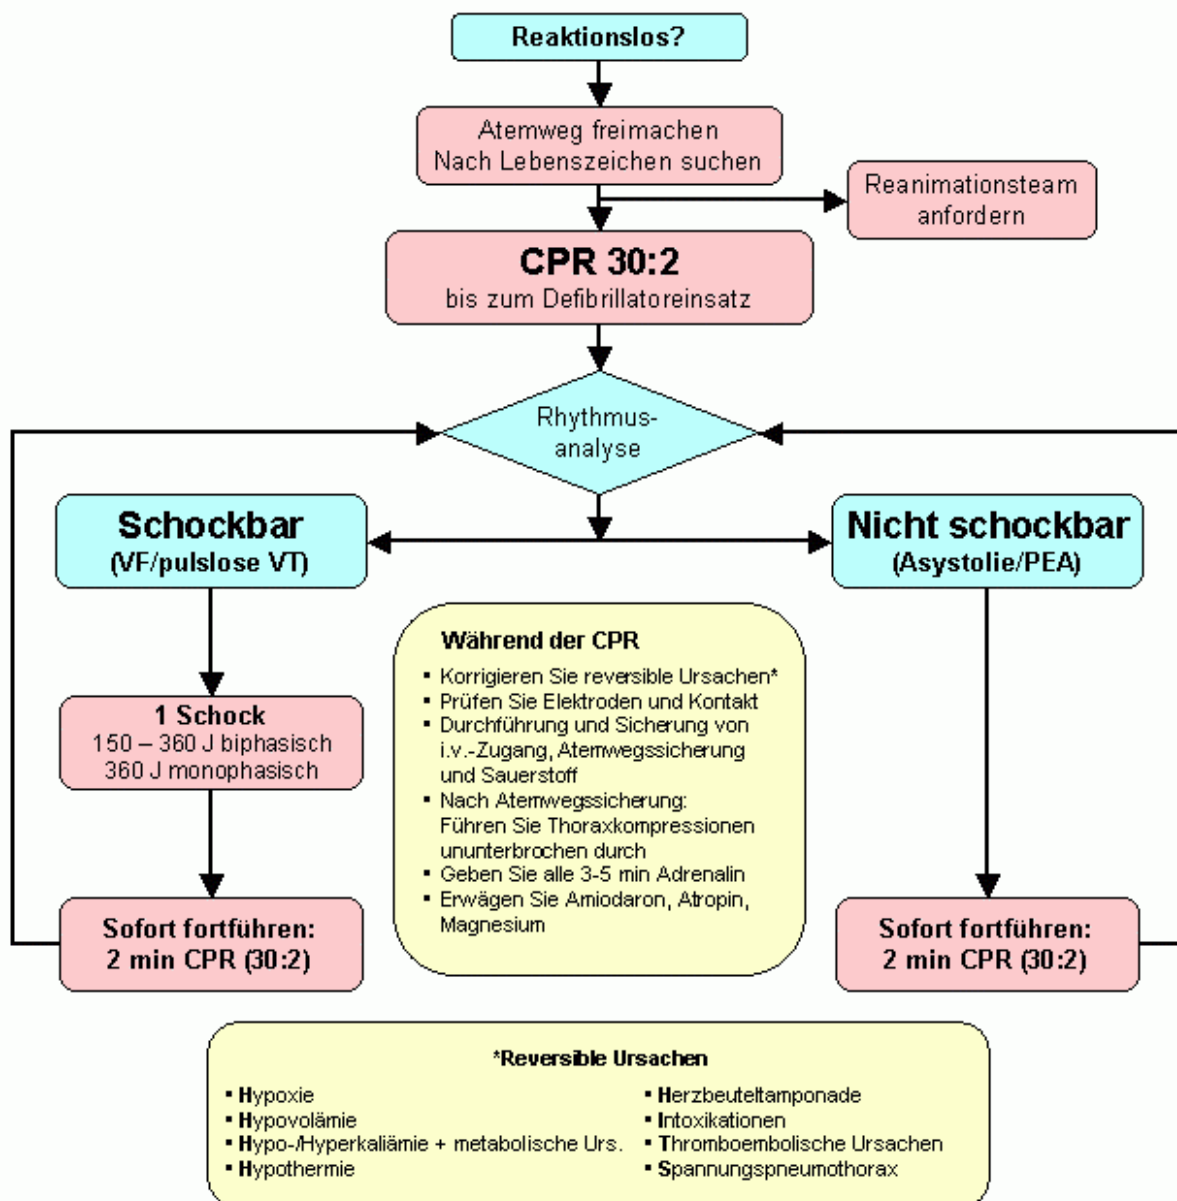 Reaktionslos?
Atemweg freimachen
Nach Lebenszeichen suchen
Reanimationsteam
anfordern
CPR 30:2
bis zum Defibrillatoreinsatz
Rhythmus-
analyse
Schockbar
(VF/pulslose VT)
Nicht schockbar
(Asystolie/PEA)
1 Schock
150 – 360 J biphasisch
360 J monophasisch
Während der CPR
▪ Korrigieren Sie reversible Ursachen*
▪ Prüfen Sie Elektroden und Kontakt
▪ Durchführung und Sicherung von
i.v.-Zugang, Atemwegssicherung
und Sauerstoff
▪ Nach Atemwegssicherung:
Führen Sie Thoraxkompressionen
ununterbrochen durch
▪ Geben Sie alle 3-5 min Adrenalin
▪ Erwägen Sie Amiodaron, Atropin,
Magnesium
Sofort fortführen:
2 min CPR (30:2)
Sofort fortführen:
2 min CPR (30:2)
*Reversible Ursachen
▪ Hypoxie
▪ Hypovolämie
▪ Hypo-/Hyperkaliämie + metabolische Urs.
▪ Hypothermie
▪ Herzbeuteltamponade
▪ Intoxikationen
▪ Thromboembolische Ursachen
▪ Spannungspneumothorax